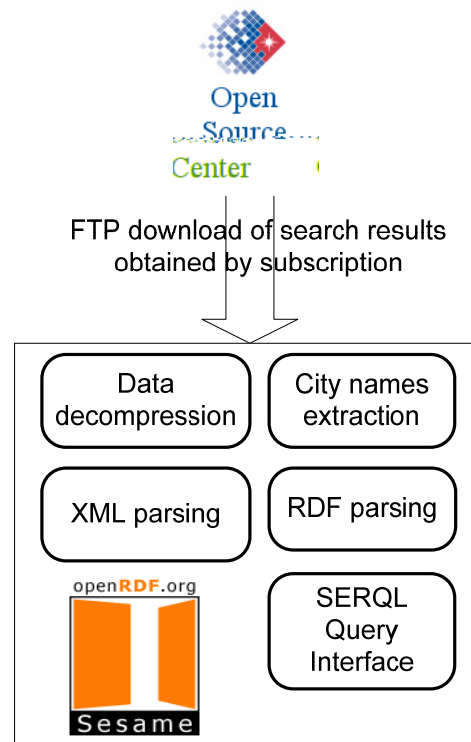 Open
Source
Center
FTP download of search results
obtained by subscription
Data
decompression
City names
extraction
XML parsing
RDF parsing
openRDF.org
Sesame
SERQL
Query
Interface